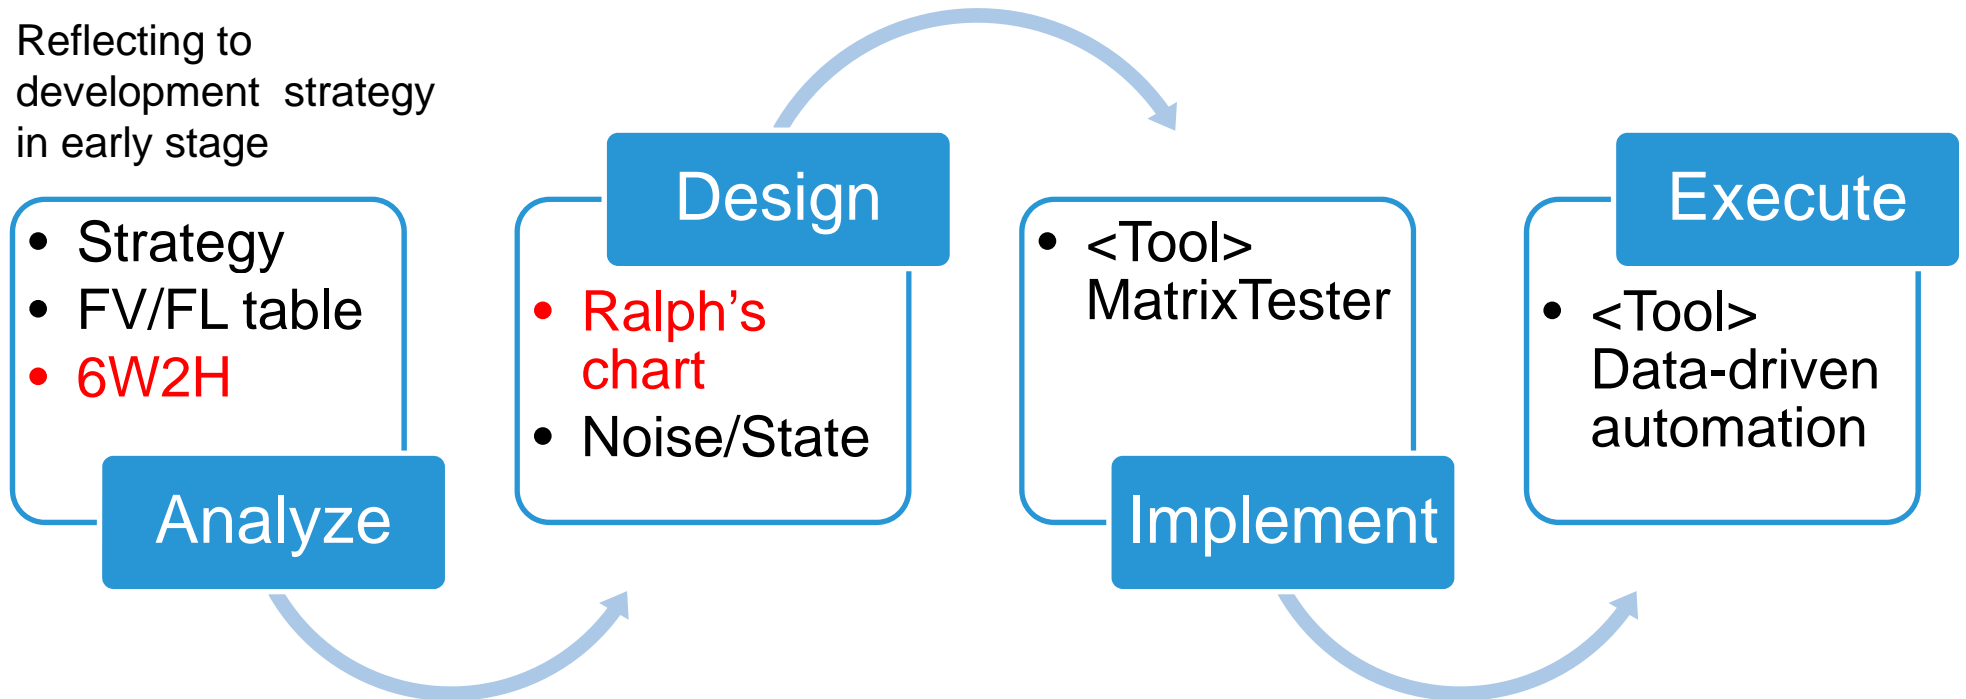 Reflecting to
development strategy
in early stage
• Strategy
• FV/FL table
• 6W2H
Analyze
Design
• Ralph’s
chart
• Noise/State
• <Tool>
MatrixTester
Implement
Execute
• <Tool>
Data-driven
automation